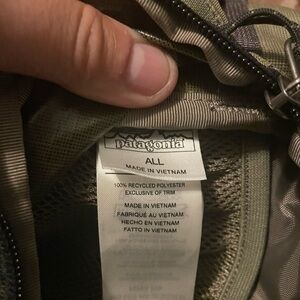 patagonia
ALL
MADE IN VIETNAM
100% RECYCLED POLYESTER
EXCLUSIVE OF TRIM
MADE IN VIETNAM
FABRIQUÉ AU VIETNAM
HECHO EN VIETNAM
FATTO IN VIETNAM